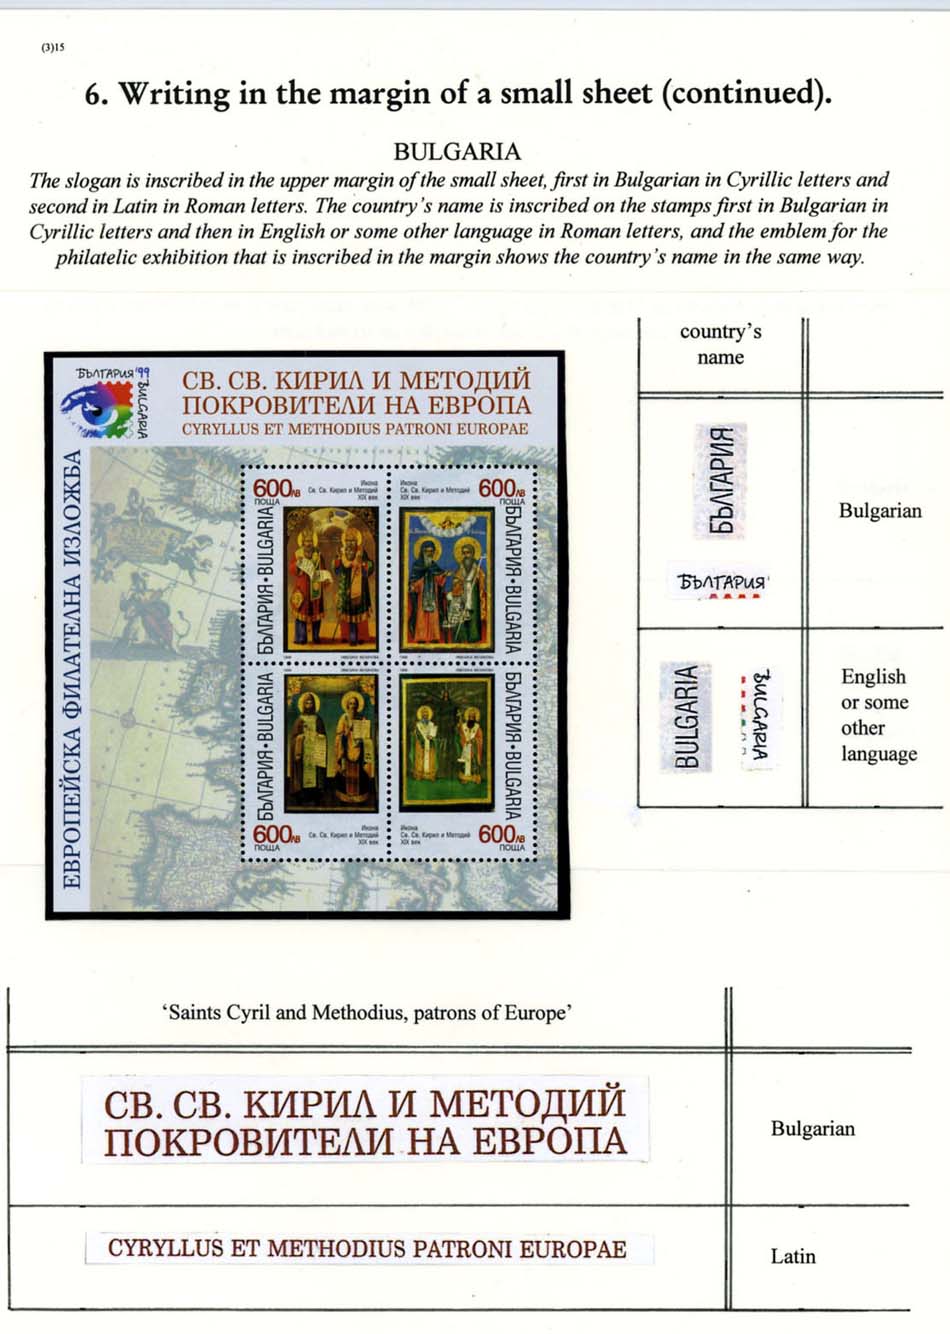 (3)15
6. Writing in the margin of a small sheet (continued).
BULGARIA
The slogan is inscribed in the upper margin of the small sheet, first in Bulgarian in Cyrillic letters and
second in Latin in Roman letters. The country's name is inscribed on the stamps first in Bulgarian in
Cyrillic letters and then in English or some other language in Roman letters, and the emblem for the
philatelic exhibition that is inscribed in the margin shows the country's name in the same way.
БЪЛГАРИЯ'99
BULGARIA
СВ. СВ. КИРИЛ И МЕТОДИЙ
ПОКРОВИТЕЛИ НА ЕВРОПА
CYRYLLUS ET METHODIUS PATRONI EUROPAE
ЕВРОПЕЙСКА ФИЛАТЕЛНА ИЗЛОЖБА
600лв
ПОЩА
Икона
Св. Св. Кирил и Методий
XIX век
БЪЛГАРИЯ•BULGARIA
Икона
Св. Св. Кирил и Методий
XIX век
600лв
ПОЩА
БЪЛГАРИЯ•BULGARIA
БЪЛГАРИЯ•BULGARIA
600лв
ПОЩА
Икона
Св. Св. Кирил и Методий
XIX век
БЪЛГАРИЯ•BULGARIA
Икона
Св. Св. Кирил и Методий
XIX век
600лв
ПОЩА
country's
name
БЪЛГАРИЯ
БЪЛГАРИЯ'
Bulgarian
BULGARIA
BULGARIA
English
or some
other
language
'Saints Cyril and Methodius, patrons of Europe'
СВ. СВ. КИРИЛ И МЕТОДИЙ
ПОКРОВИТЕЛИ НА ЕВРОПА
Bulgarian
CYRYLLUS ET METHODIUS PATRONI EUROPAE
Latin